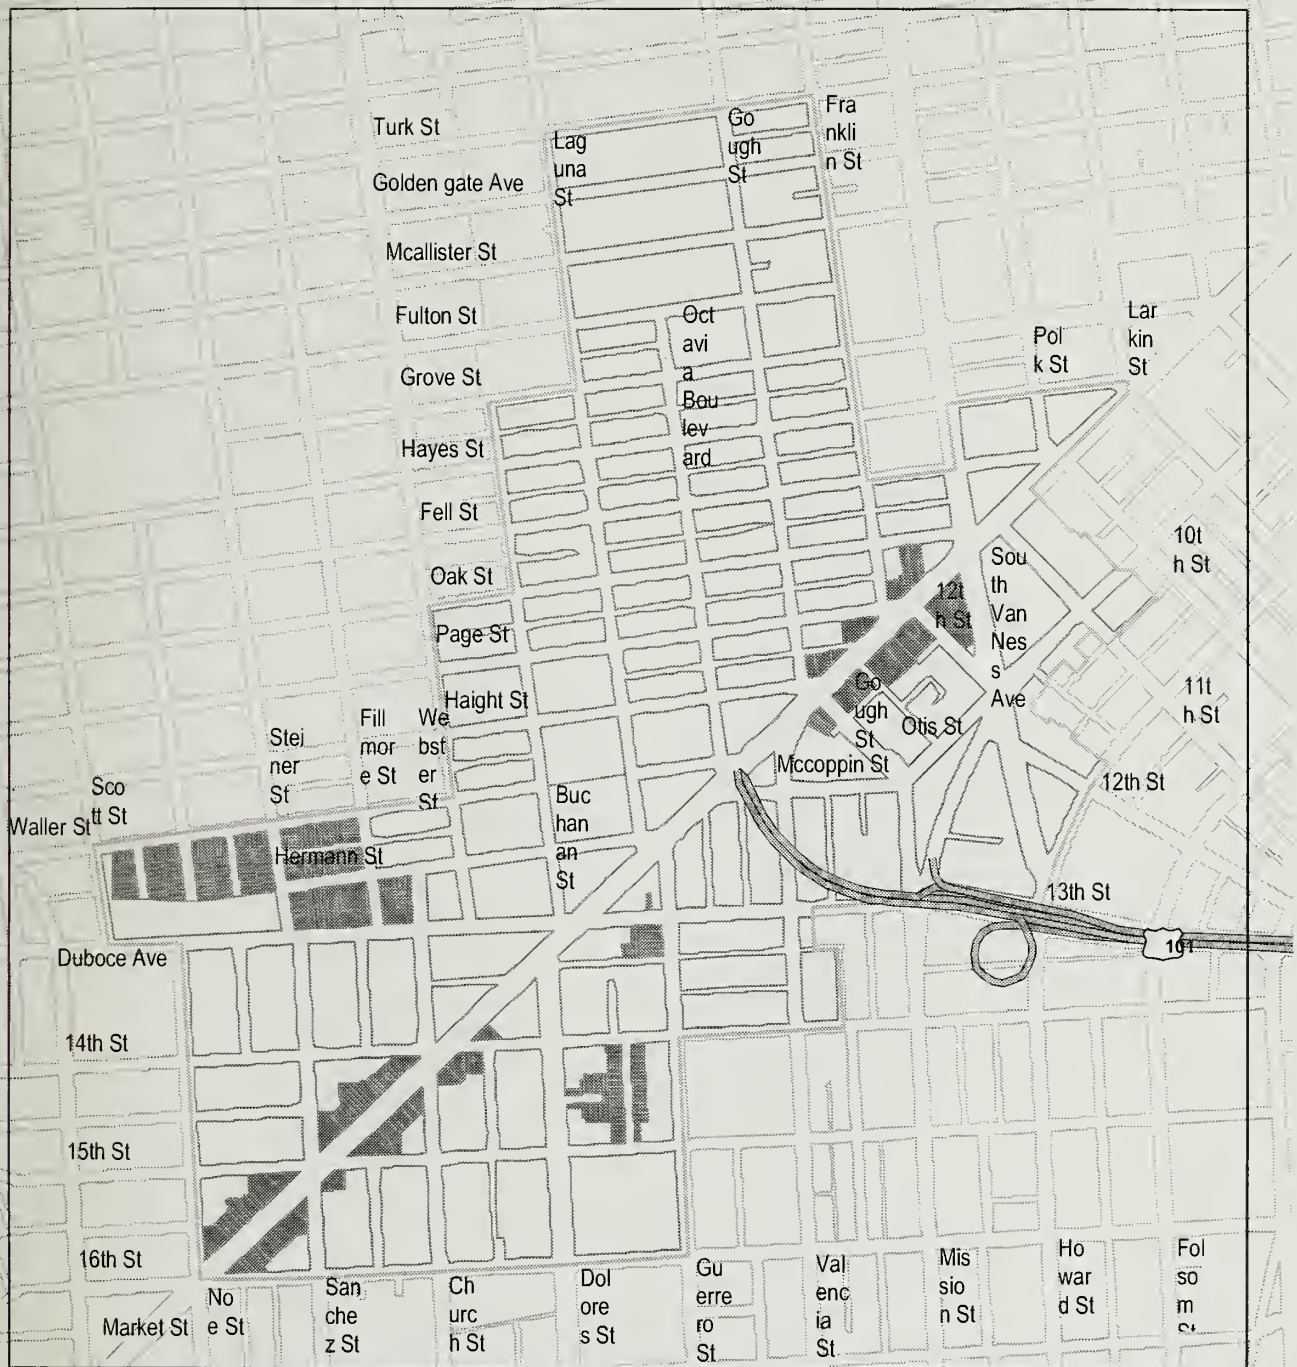 Turk St
Golden gate Ave
Mcallister St
Fulton St
Grove St
Hayes St
Fell St
Oak St
Page St
Haight St
Lag
una
St
Go
ugh
St
Fra
nkli
n St
Oct
avi
a
Bou
lev
ard
Pol
k St
Lar
kin
St
10t
h St
11t
h St
12t
h St
Sou
th
Van
Nes
s
Ave
Go
ugh
St
Otis St
Mccoppin St
12th St
13th St
101
Waller St
Sco
tt St
Stei
ner
St
Fill
mor
e St
We
bst
er
St
Hermann St
Buc
han
an
St
Duboce Ave
14th St
15th St
16th St
Market St
No
e St
San
che
z St
Ch
urc
h St
Dol
ore
s St
Gu
erre
ro
St
Val
enc
ia
St
Mis
sio
n St
Ho
war
d St
Fol
so
m
St